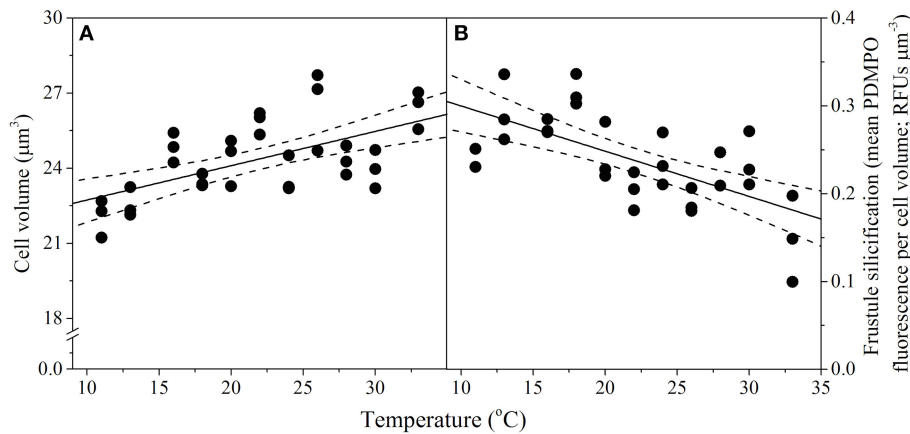 A
B
30
27
24
21
18
0.0
Cell volume (µm³)
10 15 20 25 30
10 15 20 25 30 35
Temperature (°C)
0.4
0.3
0.2
0.1
0.0
Frustule silicification (mean PDMPO
fluorescence per cell volume; RFUs µm⁻³)